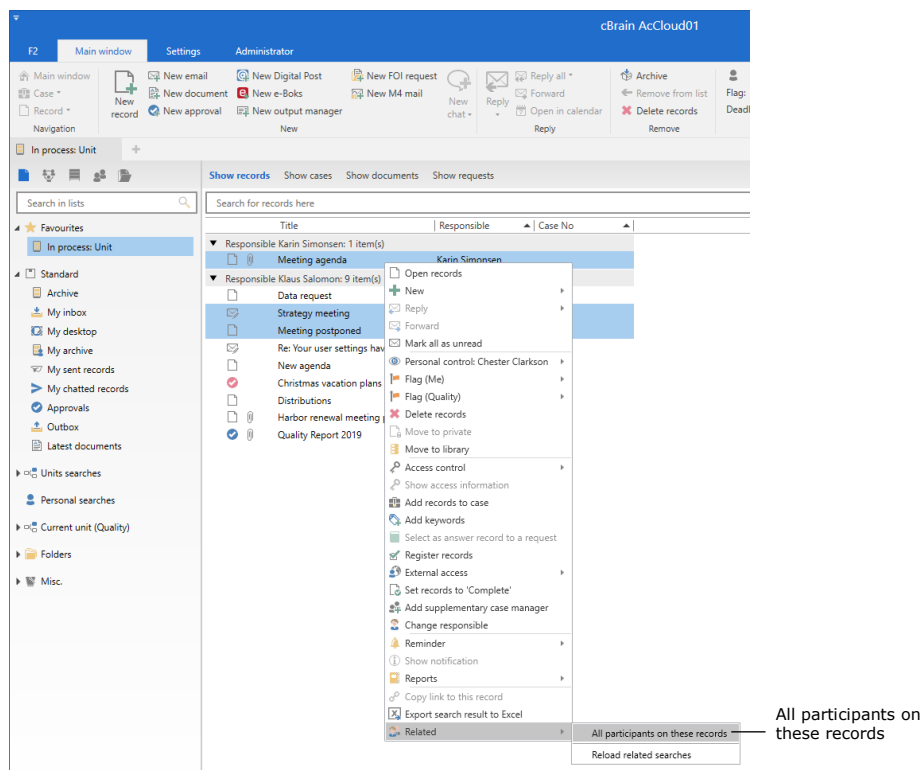 cBrain AcCloud01
F2 Main window Settings Administrator
Main window
Case
Record
Navigation
New record
New email
New document
New approval
New Digital Post
New e-Boks
New output manager
New FOI request
New M4 mail
New
New chat
Reply
Reply all
Forward
Open in calendar
Reply
Archive
Remove from list
Delete records
Remove
Flag:
Deadl
In process: Unit
Show records Show cases Show documents Show requests
Search in lists
Search for records here
Favourites
In process: Unit
Standard
Archive
My inbox
My desktop
My archive
My sent records
My chatted records
Approvals
Outbox
Latest documents
Units searches
Personal searches
Current unit (Quality)
Folders
Misc.
Title Responsible Case No
Responsible Karin Simonsen: 1 item(s)
Meeting agenda Karin Simonsen
Responsible Klaus Salomon: 9 item(s)
Data request
Strategy meeting
Meeting postponed
Re: Your user settings hav
New agenda
Christmas vacation plans
Distributions
Harbor renewal meeting
Quality Report 2019
Open records
New
Reply
Forward
Mark all as unread
Personal control: Chester Clarkson
Flag (Me)
Flag (Quality)
Delete records
Move to private
Move to library
Access control
Show access information
Add records to case
Add keywords
Select as answer record to a request
Register records
External access
Set records to 'Complete'
Add supplementary case manager
Change responsible
Reminder
Show notification
Reports
Copy link to this record
Export search result to Excel
Related
All participants on these records
Reload related searches
All participants on
these records